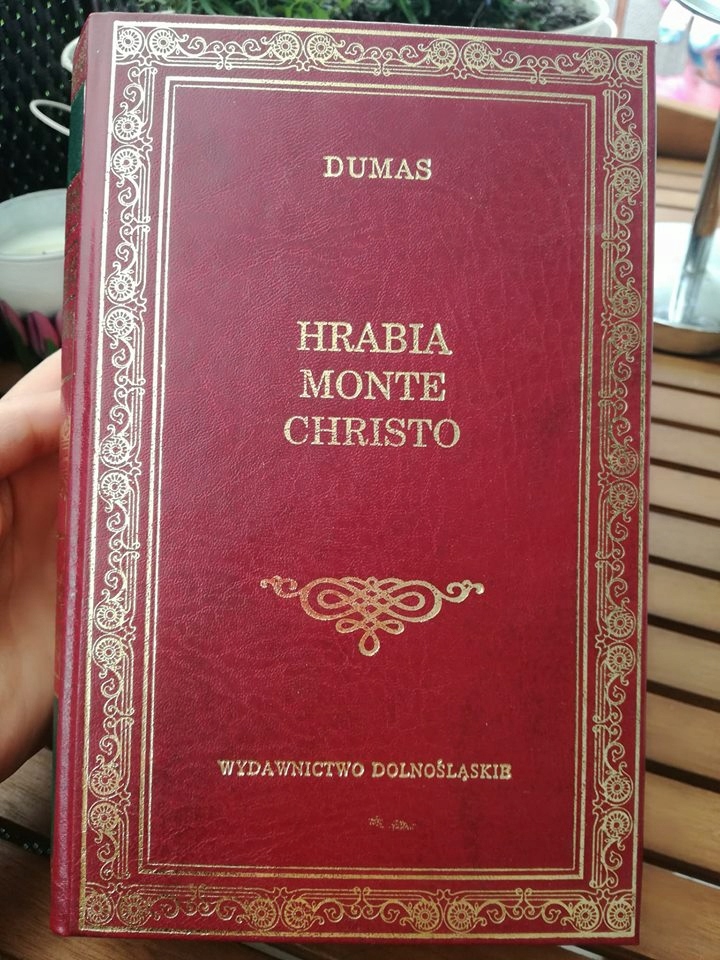 DUMAS
HRABIA
MONTE
CHRISTO
WYDAWNICTWO DOLNOŚLĄSKIE